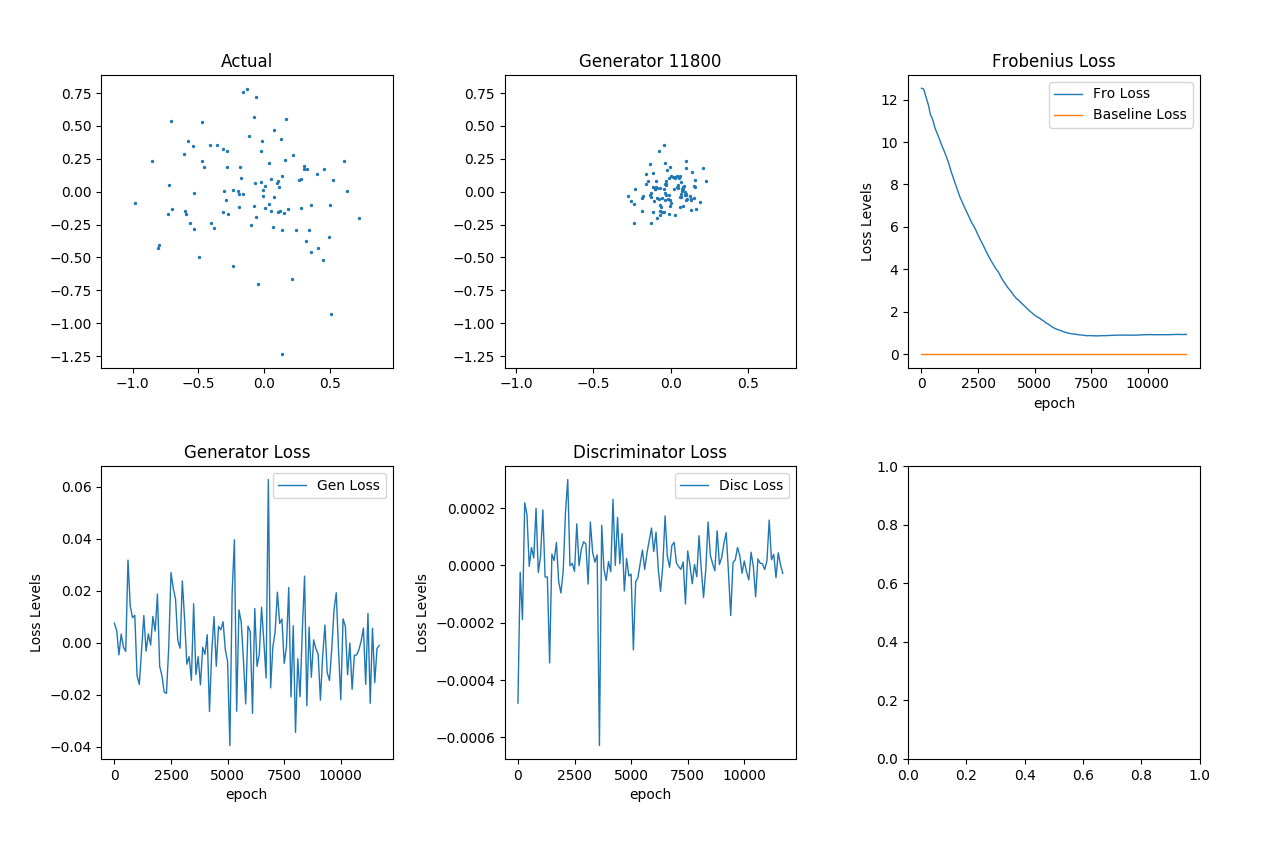 Actual
0.75
0.50
0.25
0.00
−0.25
−0.50
−0.75
−1.00
−1.25
−1.0 −0.5 0.0 0.5
Generator 11800
0.75
0.50
0.25
0.00
−0.25
−0.50
−0.75
−1.00
−1.25
−1.0 −0.5 0.0 0.5
Frobenius Loss
Fro Loss
Baseline Loss
Loss Levels
12
10
8
6
4
2
0
0 2500 5000 7500 10000
epoch
Generator Loss
Gen Loss
Loss Levels
0.06
0.04
0.02
0.00
−0.02
−0.04
0 2500 5000 7500 10000
epoch
Discriminator Loss
Disc Loss
Loss Levels
0.0002
0.0000
−0.0002
−0.0004
−0.0006
0 2500 5000 7500 10000
epoch
1.0
0.8
0.6
0.4
0.2
0.0
0.0 0.2 0.4 0.6 0.8 1.0